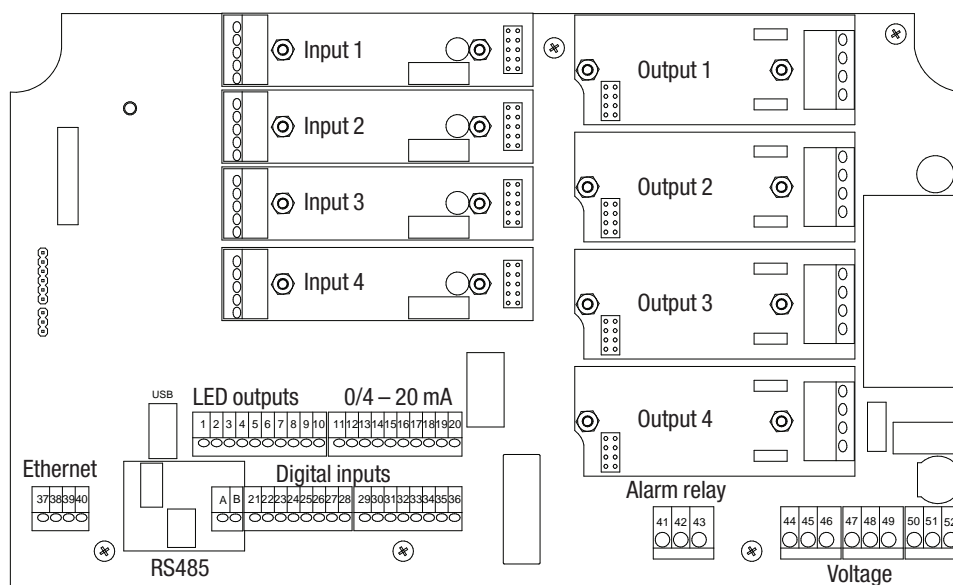 Input 1
Output 1
Input 2
Output 2
Input 3
Input 4
Output 3
USB
LED outputs
0/4 – 20 mA
1 2 3 4 5 6 7 8 9 10
11 12 13 14 15 16 17 18 19 20
Output 4
Ethernet
Digital inputs
37 38 39 40
A B 21 22 23 24 25 26 27 28
29 30 31 32 33 34 35 36
Alarm relay
41 42 43
44 45 46
47 48 49
50 51 52
RS485
Voltage